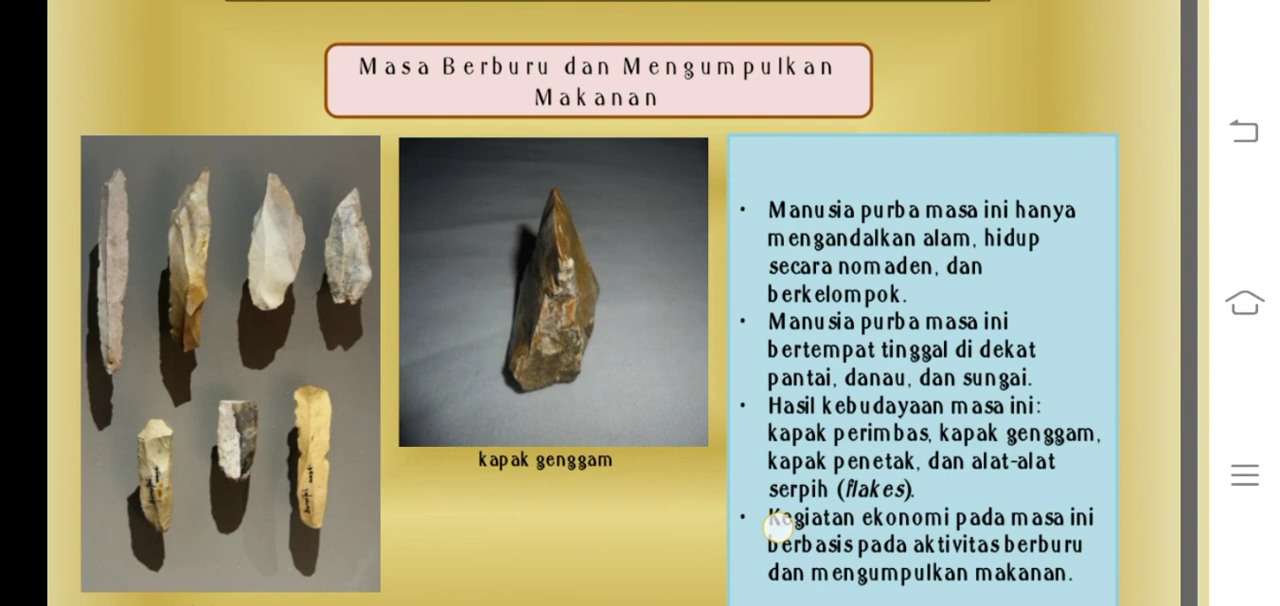 Masa Berburu dan Mengumpulkan
Makanan
kapak genggam
• Manusia purba masa ini hanya
mengandalkan alam, hidup
secara nomaden, dan
berkelompok.
• Manusia purba masa ini
bertempat tinggal di dekat
pantai, danau, dan sungai.
• Hasil kebudayaan masa ini:
kapak perimbas, kapak genggam,
kapak penetak, dan alat-alat
serpih (flakes).
• Kegiatan ekonomi pada masa ini
berbasis pada aktivitas berburu
dan mengumpulkan makanan.